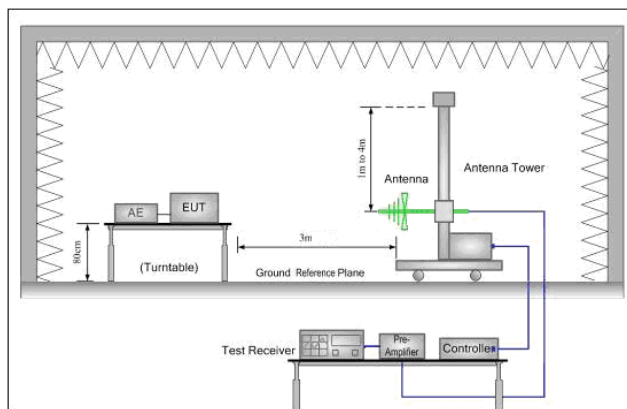 1m to 4m
Antenna
Antenna Tower
AE
EUT
80cm
3m
(Turntable)
Ground Reference Plane
Test Receiver
Pre-
Amplifier
Controller